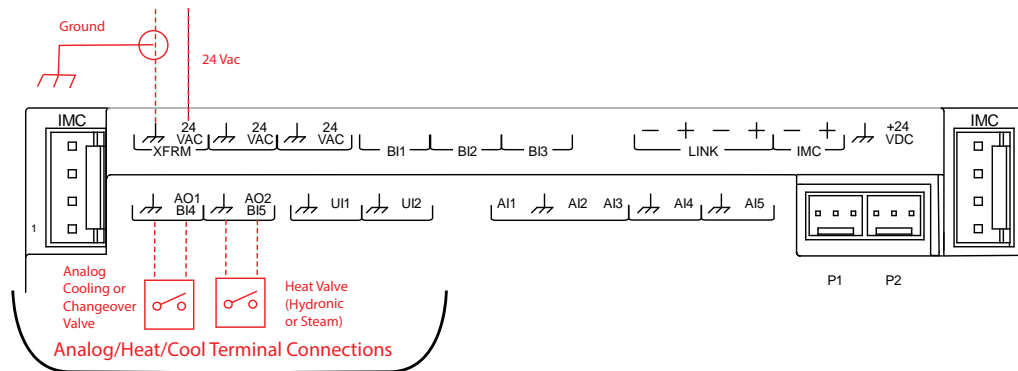 Ground
24 Vac
IMC
24 VAC
24 VAC
24 VAC
XFRM
BI1
BI2
BI3
− + − +
LINK
− +
IMC
+24 VDC
IMC
1
AO1 BI4
AO2 BI5
UI1
UI2
AI1
AI2
AI3
AI4
AI5
P1
P2
Analog
Cooling or
Changeover
Valve
Heat Valve
(Hydronic
or Steam)
Analog/Heat/Cool Terminal Connections